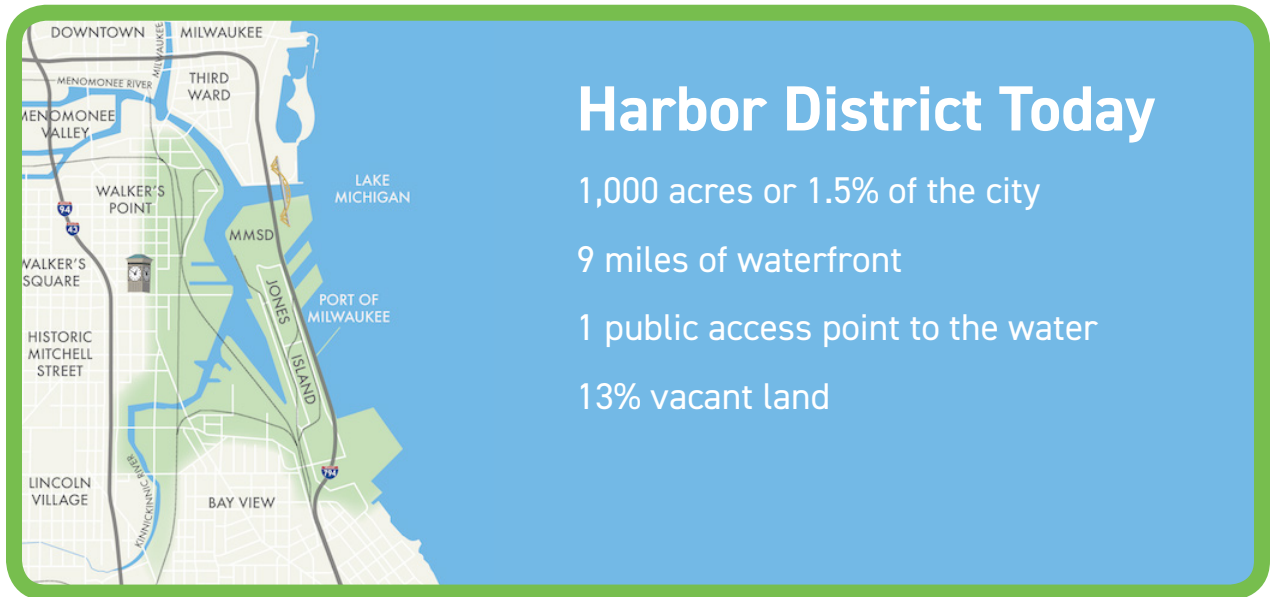 DOWNTOWN
MILWAUKEE
MILWAUKEE
MENOMONEE RIVER
THIRD
WARD
MENOMONEE
VALLEY
WALKER'S
POINT
LAKE
MICHIGAN
94
43
MMSD
WALKER'S
SQUARE
JONES
ISLAND
PORT OF
MILWAUKEE
HISTORIC
MITCHELL
STREET
794
LINCOLN
VILLAGE
KINNICKINNIC RIVER
BAY VIEW
Harbor District Today
1,000 acres or 1.5% of the city
9 miles of waterfront
1 public access point to the water
13% vacant land